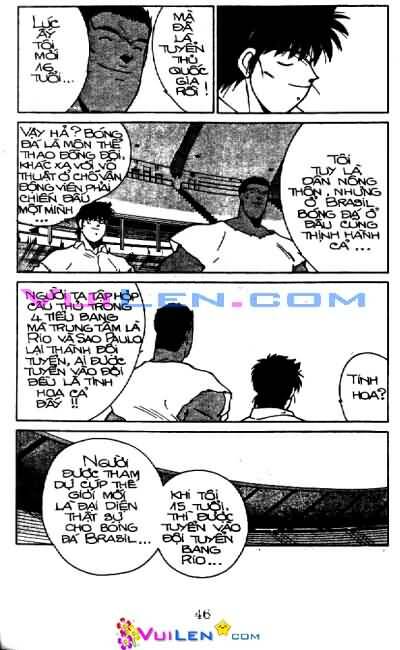 LÚC
ẤY
TÔI
MỚI
16
TUỔI...
MÀ
ĐÃ
LÀ
TUYỂN
THỦ
QUỐC
GIA
RỒI!
VẬY HẢ? BÓNG
ĐÁ LÀ MÔN THỂ
THAO ĐỒNG ĐỘI,
KHÁC XA VỚI VÕ
THUẬT Ở CHỖ VẬN
ĐỘNG VIÊN PHẢI
CHIẾN ĐẤU
MỘT MÌNH
...
TÔI
TUY LÀ
DÂN NÔNG
THÔN, NHƯNG
Ở BRASIL
BÓNG ĐÁ Ở
ĐÂU CŨNG
THỊNH HÀNH
CẢ...
NGƯỜI TA TẬP HỢP
CẦU THỦ TRONG
4 TIỂU BANG
MÀ TRUNG TÂM LÀ
RIO VÀ SAO PAULO
LẠI THÀNH ĐỘI
TUYỂN, AI ĐƯỢC
TUYỂN VÀO ĐỘI
ĐỀU LÀ TINH
HOA CẢ
ĐẤY!!
VUILEN.COM
TINH
HOA?
NGƯỜI
ĐƯỢC THAM
DỰ CÚP THẾ
GIỚI MỚI
LÀ ĐẠI DIỆN
THẬT SỰ
CHO BÓNG
ĐÁ BRASIL...
KHI TÔI
15 TUỔI,
THÌ ĐƯỢC
TUYỂN VÀO
ĐỘI TUYỂN
BANG
RIO...
46
VUILEN.COM